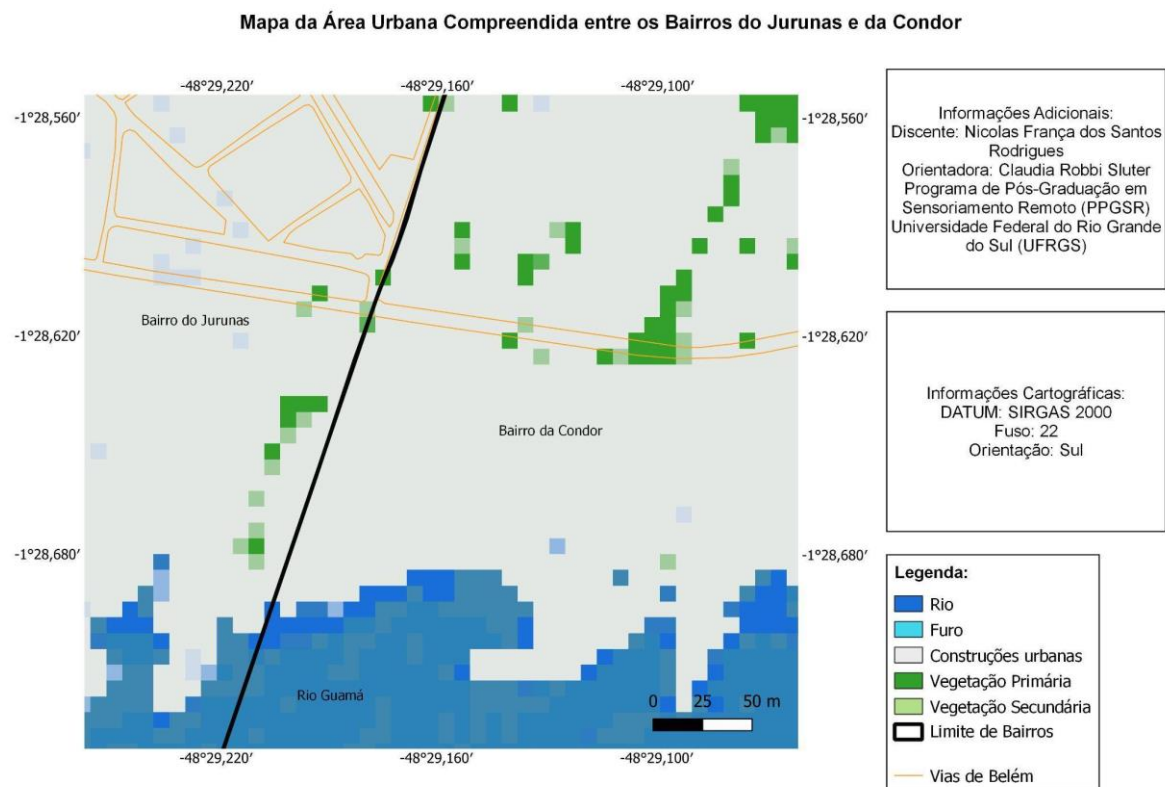 Mapa da Área Urbana Compreendida entre os Bairros do Jurunas e da Condor
-48°29,220′ -48°29,160′ -48°29,100′
-1°28,560′ -1°28,560′
-1°28,620′ -1°28,620′
-1°28,680′ -1°28,680′
Bairro do Jurunas
Bairro da Condor
Rio Guamá
0 25 50 m
-48°29,220′ -48°29,160′ -48°29,100′
Informações Adicionais:
Discente: Nicolas França dos Santos
Rodrigues
Orientadora: Claudia Robbi Sluter
Programa de Pós-Graduação em
Sensoriamento Remoto (PPGSR)
Universidade Federal do Rio Grande
do Sul (UFRGS)
Informações Cartográficas:
DATUM: SIRGAS 2000
Fuso: 22
Orientação: Sul
Legenda:
Rio
Furo
Construções urbanas
Vegetação Primária
Vegetação Secundária
Limite de Bairros
Vias de Belém